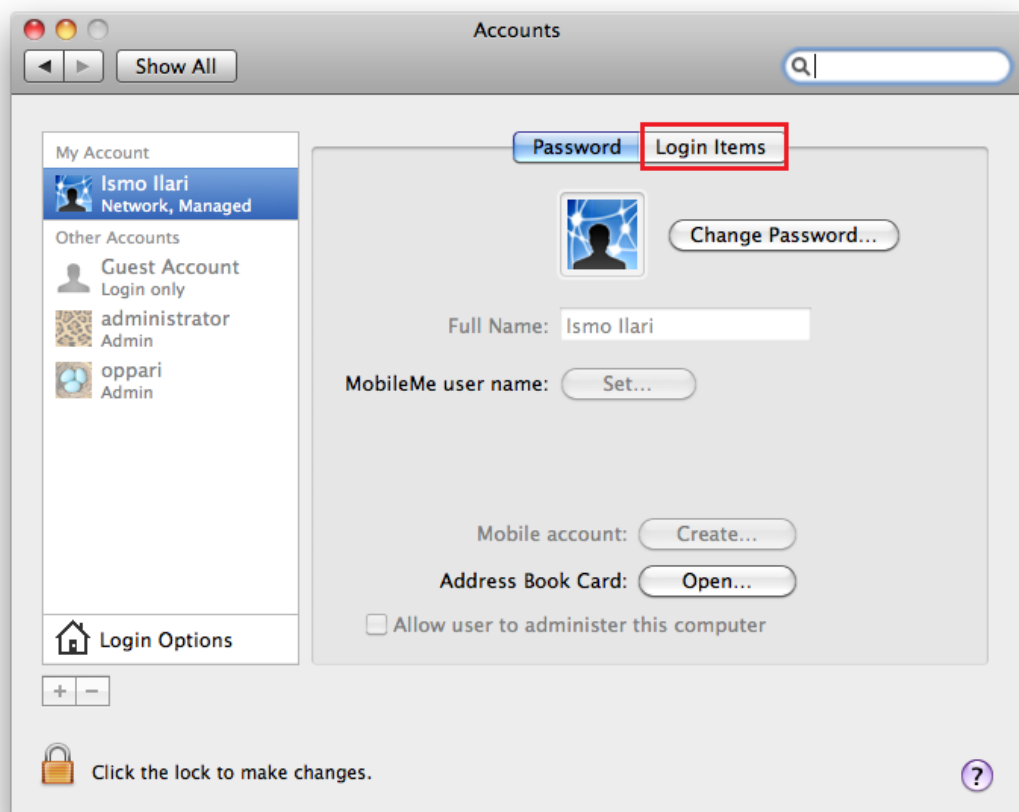 Accounts
Show All
My Account
Ismo Ilari
Network, Managed
Other Accounts
Guest Account
Login only
administrator
Admin
oppari
Admin
Login Options
+ −
Password Login Items
Change Password...
Full Name: Ismo Ilari
MobileMe user name: Set...
Mobile account: Create...
Address Book Card: Open...
Allow user to administer this computer
Click the lock to make changes.
?